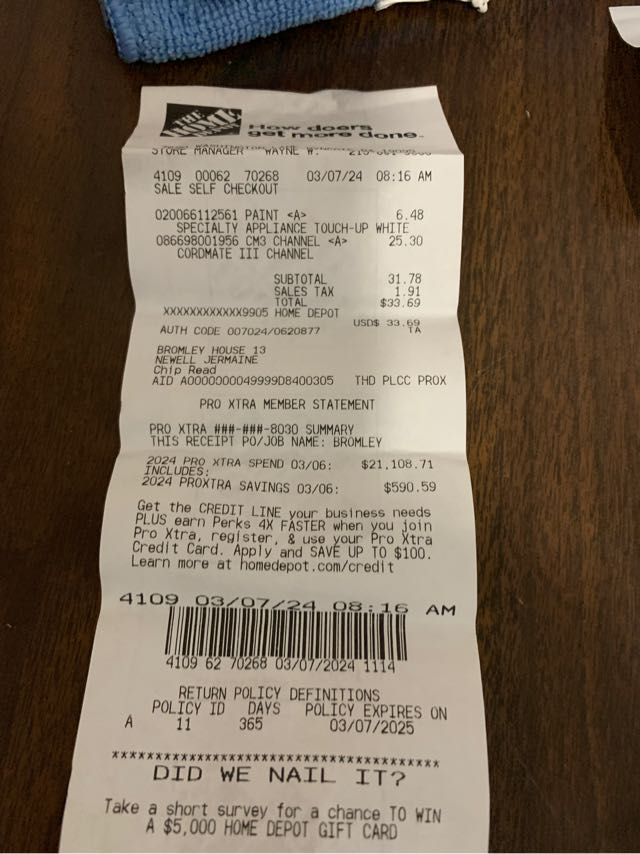 THE HOME
How doers
get more done.
STORE MANAGER WAYNE W.
4109 00062 70268 03/07/24 08:16 AM
SALE SELF CHECKOUT
020066112561 PAINT <A> 6.48
SPECIALTY APPLIANCE TOUCH-UP WHITE
086698001956 CM3 CHANNEL <A> 25.30
CORDMATE III CHANNEL
SUBTOTAL 31.78
SALES TAX 1.91
TOTAL $33.69
XXXXXXXXXXXX9905 HOME DEPOT
USD$ 33.69
AUTH CODE 007024/0620877 TA
BROMLEY HOUSE 13
NEWELL JERMAINE
Chip Read
AID A0000000049999D8400305 THD PLCC PROX
PRO XTRA MEMBER STATEMENT
PRO XTRA ###-###-8030 SUMMARY
THIS RECEIPT PO/JOB NAME: BROMLEY
2024 PRO XTRA SPEND 03/06: $21,108.71
INCLUDES:
2024 PROXTRA SAVINGS 03/06: $590.59
Get the CREDIT LINE your business needs
PLUS earn Perks 4X FASTER when you join
Pro Xtra, register, & use your Pro Xtra
Credit Card. Apply and SAVE UP TO $100.
Learn more at homedepot.com/credit
4109 03/07/24 08:16 AM
4109 62 70268 03/07/2024 1114
RETURN POLICY DEFINITIONS
POLICY ID DAYS POLICY EXPIRES ON
A 11 365 03/07/2025
****************************************
DID WE NAIL IT?
Take a short survey for a chance TO WIN
A $5,000 HOME DEPOT GIFT CARD